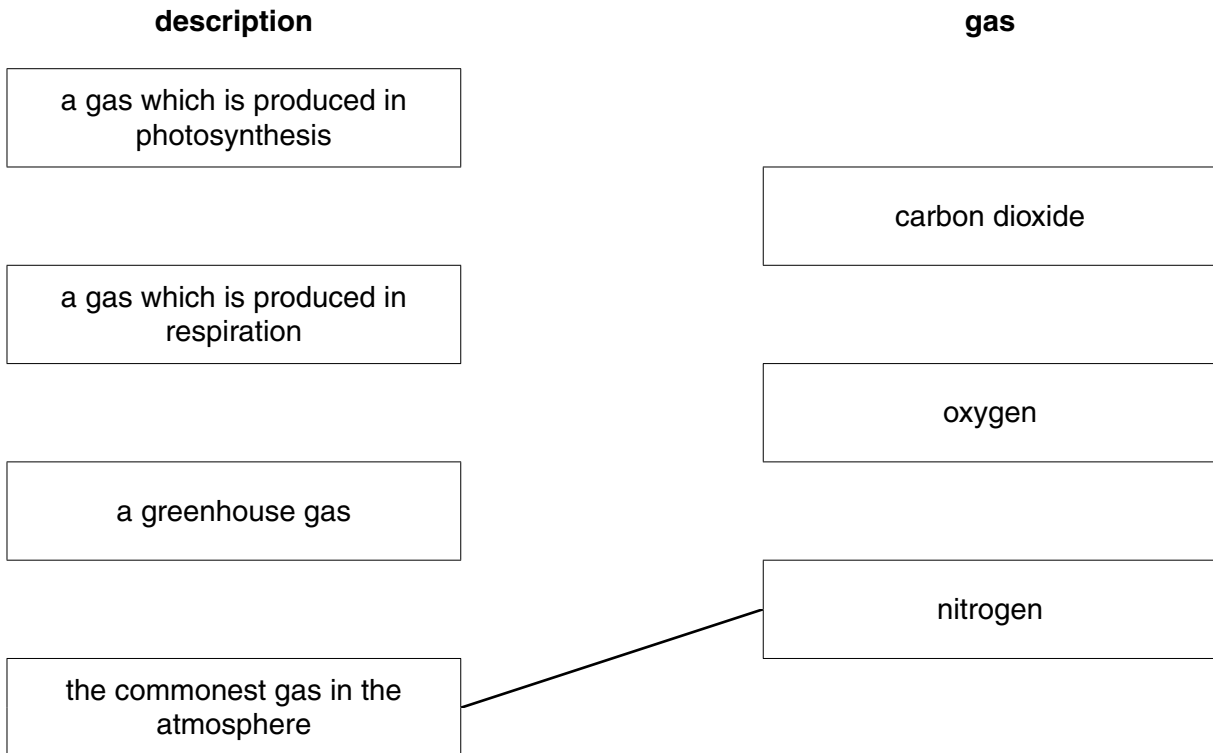 description
gas
a gas which is produced in
photosynthesis
carbon dioxide
a gas which is produced in
respiration
oxygen
a greenhouse gas
nitrogen
the commonest gas in the
atmosphere